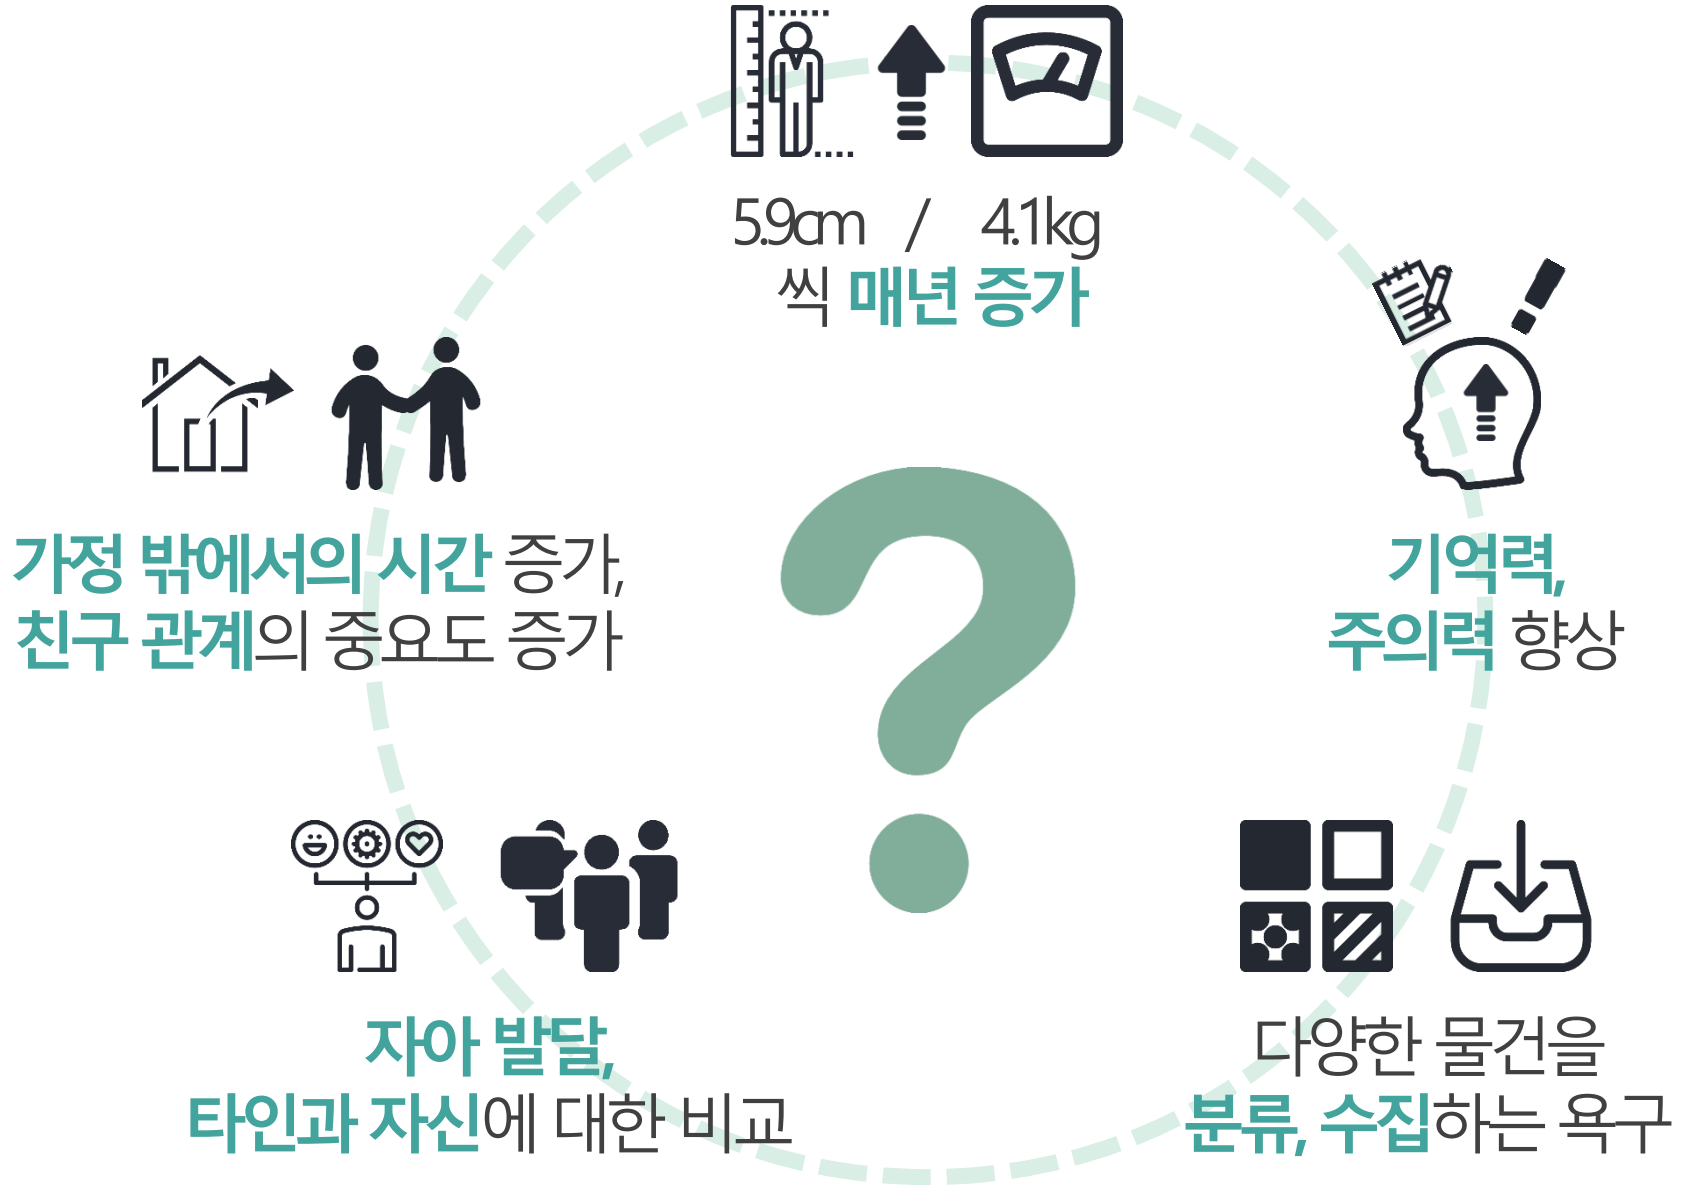 5.9cm / 4.1kg
씩 매년 증가
가정 밖에서의 시간 증가,
친구 관계의 중요도 증가
기억력,
주의력 향상
자아 발달,
타인과 자신에 대한 비교
다양한 물건을
분류, 수집하는 욕구
?